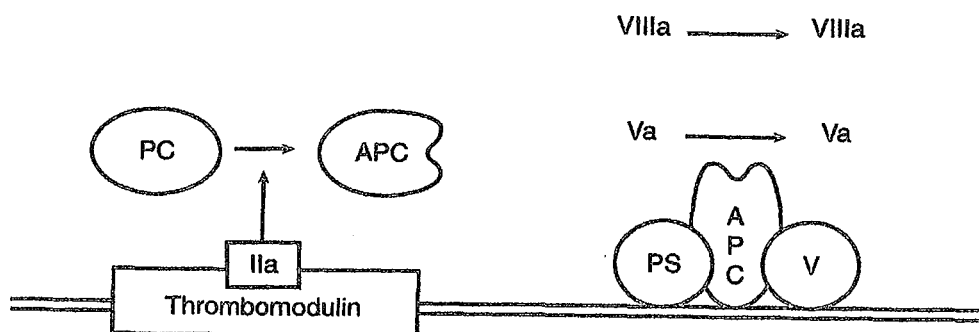 VIIIa → VIIIa
PC → APC
Va → Va
IIa
Thrombomodulin
PS
A
P
C
V